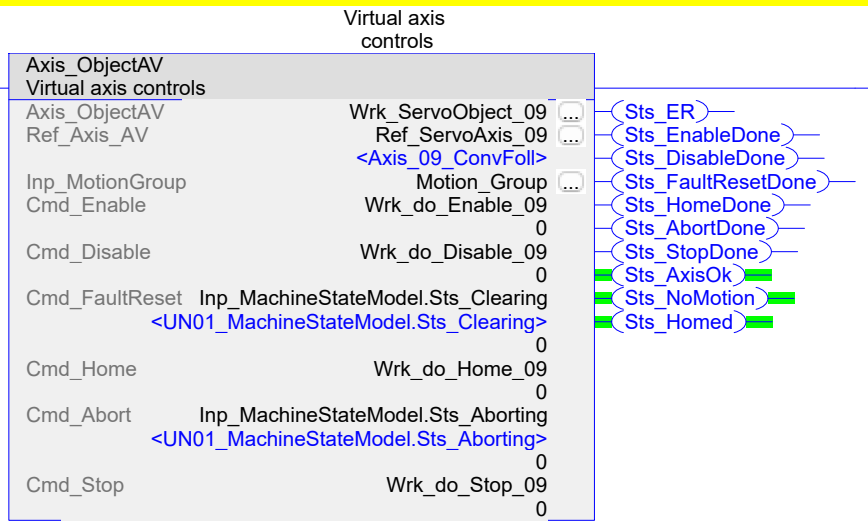 Virtual axis
controls
Axis_ObjectAV
Virtual axis controls
Axis_ObjectAV Wrk_ServoObject_09 ... Sts_ER
Ref_Axis_AV Ref_ServoAxis_09 ... Sts_EnableDone
<Axis_09_ConvFoll> Sts_DisableDone
Inp_MotionGroup Motion_Group ... Sts_FaultResetDone
Cmd_Enable Wrk_do_Enable_09 Sts_HomeDone
0 Sts_AbortDone
Cmd_Disable Wrk_do_Disable_09 Sts_StopDone
0 Sts_AxisOk
Cmd_FaultReset Inp_MachineStateModel.Sts_Clearing Sts_NoMotion
<UN01_MachineStateModel.Sts_Clearing> Sts_Homed
0
Cmd_Home Wrk_do_Home_09
0
Cmd_Abort Inp_MachineStateModel.Sts_Aborting
<UN01_MachineStateModel.Sts_Aborting>
0
Cmd_Stop Wrk_do_Stop_09
0